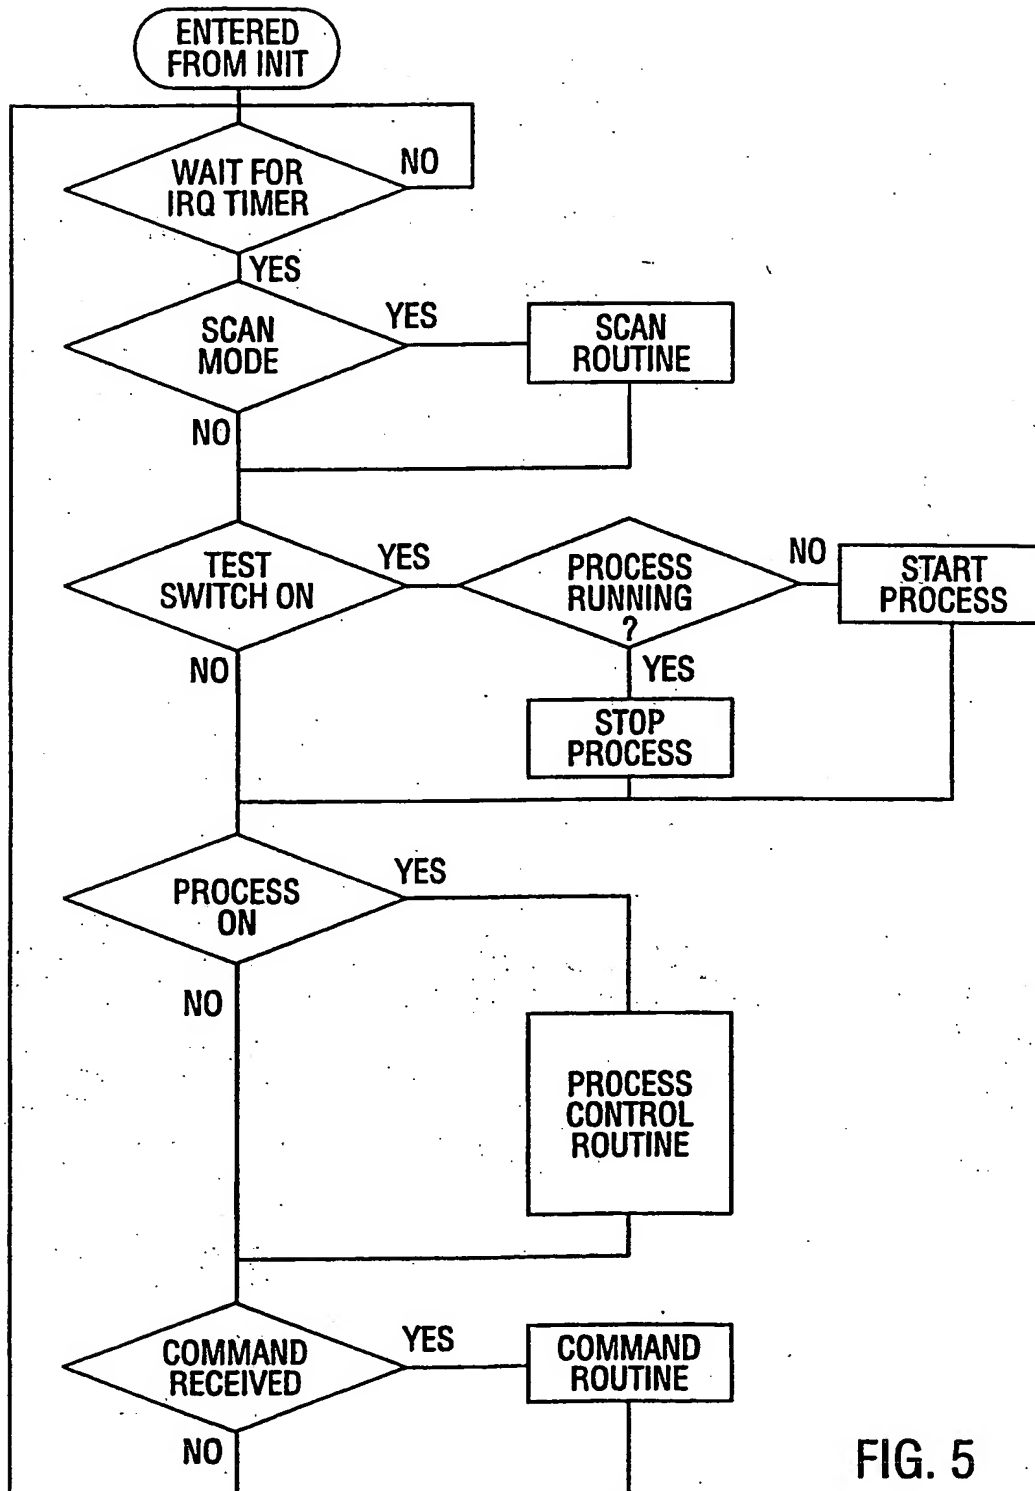 ENTERED
FROM INIT
WAIT FOR
IRQ TIMER
NO
YES
SCAN
MODE
YES
SCAN
ROUTINE
NO
TEST
SWITCH ON
YES
PROCESS
RUNNING
?
NO
START
PROCESS
NO
YES
STOP
PROCESS
PROCESS
ON
YES
NO
PROCESS
CONTROL
ROUTINE
COMMAND
RECEIVED
YES
COMMAND
ROUTINE
NO
FIG. 5